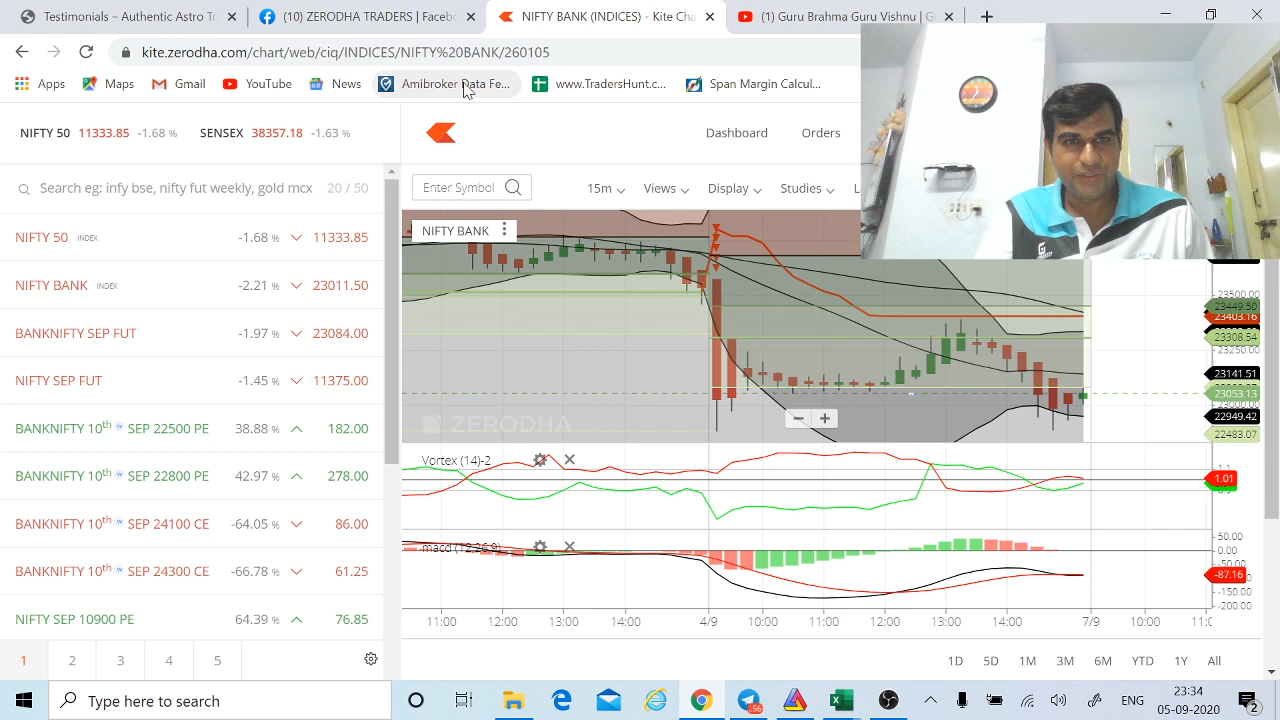 Detailed Astro Technical
(10) ZERODHA TRADERS | Facebo
NIFTY BANK (INDICES) - Kite Cha
(1) Guru Brahma Guru Vishnu | G
kite.zerodha.com/chart/web/ciq/INDICES/NIFTY%20BANK/260105
Apps Maps Gmail YouTube News Amibroker Data Fe... www.TradersHunt.c... Span Margin Calcul...
NIFTY 50 11333.85 -1.68 % SENSEX 38357.18 -1.63 %
Dashboard Orders
Search eg: infy bse, nifty fut weekly, gold mcx 20 / 50
Enter Symbol 15m Views Display Studies L
NIFTY 50 INDEX -1.68 % 11333.85
NIFTY BANK INDEX -2.21 % 23011.50
BANKNIFTY SEP FUT -1.97 % 23084.00
NIFTY SEP FUT -1.45 % 11375.00
BANKNIFTY 10th w SEP 22500 PE 38.88 % 182.00
BANKNIFTY 10th w SEP 22800 PE 42.97 % 278.00
BANKNIFTY 10th w SEP 24100 CE -64.05 % 86.00
BANKNIFTY 10th w SEP 24300 CE -66.78 % 61.25
NIFTY SEP 10900 PE 64.39 % 76.85
1 2 3 4 5
NIFTY BANK
ZERODHA
23500.00
23449.50
23403.16
23308.54
23250.00
23141.51
23053.13
23000.00
22949.42
22483.07
Vortex (14)-2
1.1
1.01
macd (12,26,9)
50.00
0.00
-50.00
-87.16
-150.00
-200.00
11:00 12:00 13:00 14:00 4/9 10:00 11:00 12:00 13:00 14:00 7/9 10:00
1D 5D 1M 3M 6M YTD 1Y All
Type here to search
56
ENG
23:34
05-09-2020
2